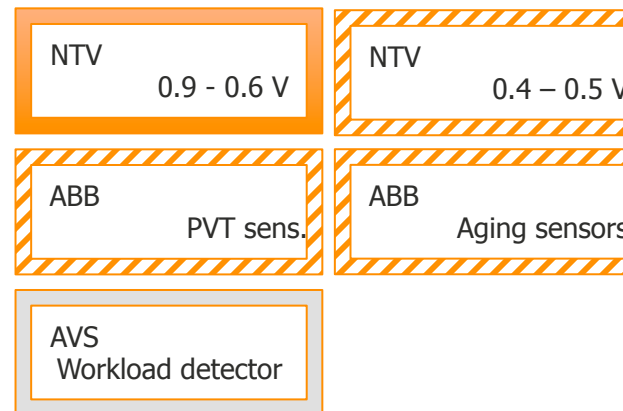 NTV
0.9 - 0.6 V
NTV
0.4 – 0.5 V
ABB
PVT sens.
ABB
Aging sensors
AVS
Workload detector